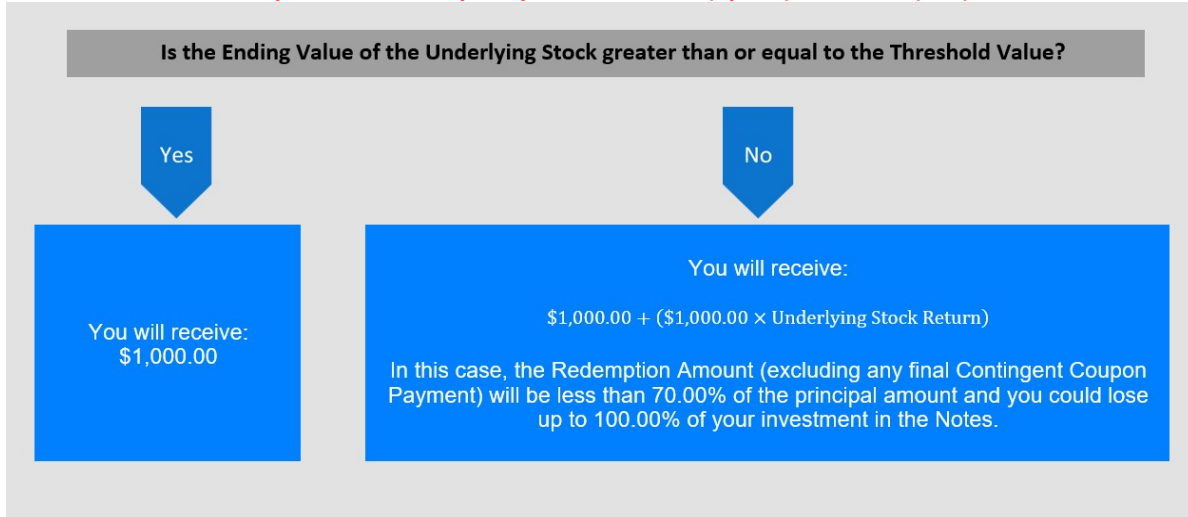 Is the Ending Value of the Underlying Stock greater than or equal to the Threshold Value?
Yes
No
You will receive:
$1,000.00
You will receive:
$1,000.00 + ($1,000.00 × Underlying Stock Return)
In this case, the Redemption Amount (excluding any final Contingent Coupon
Payment) will be less than 70.00% of the principal amount and you could lose
up to 100.00% of your investment in the Notes.